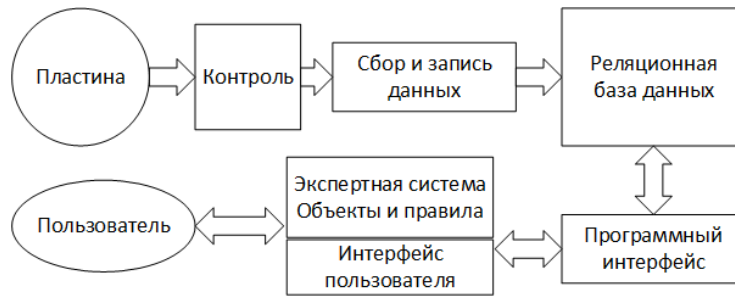 Пластина
Контроль
Сбор и запись
данных
Реляционная
база данных
Пользователь
Экспертная система
Объекты и правила
Интерфейс
пользователя
Программный
интерфейс